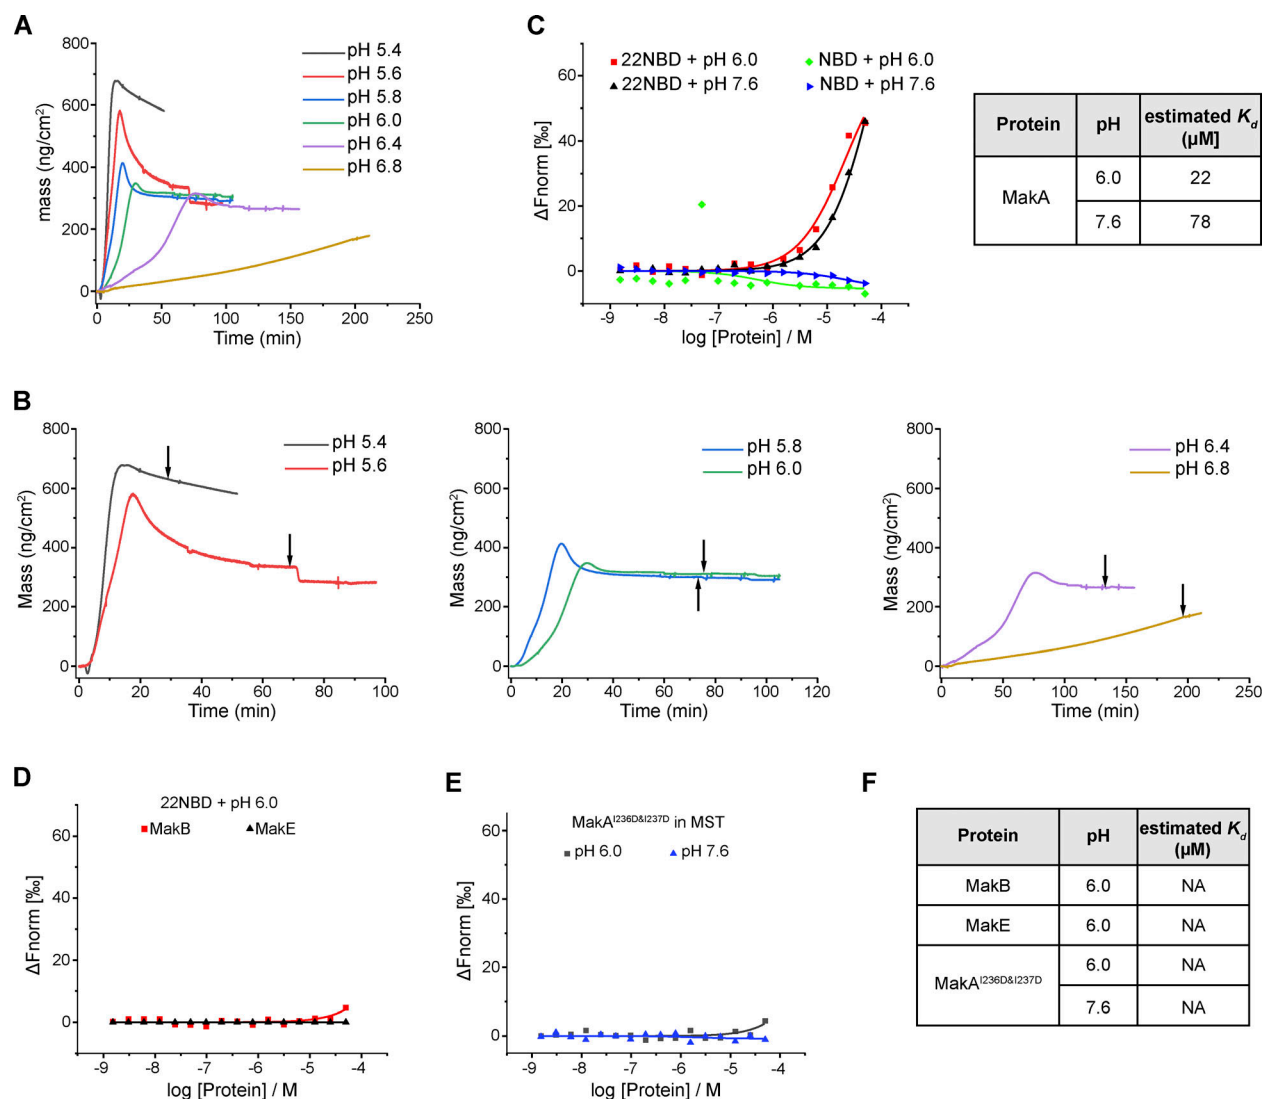 A
800
600
400
200
0
mass (ng/cm²)
0 50 100 150 200 250
Time (min)
pH 5.4
pH 5.6
pH 5.8
pH 6.0
pH 6.4
pH 6.8
C
60
40
20
0
ΔFnorm [‰]
22NBD + pH 6.0
22NBD + pH 7.6
NBD + pH 6.0
NBD + pH 7.6
-9 -8 -7 -6 -5 -4
log [Protein] / M
Protein pH estimated Kd
(µM]
MakA 6.0 22
7.6 78
B
800
600
400
200
0
Mass (ng/cm²)
pH 5.4
pH 5.6
0 20 40 60 80 100
Time (min)
800
600
400
200
0
Mass (ng/cm²)
pH 5.8
pH 6.0
0 20 40 60 80 100 120
Time (min)
800
600
400
200
0
Mass (ng/cm²)
pH 6.4
pH 6.8
0 50 100 150 200 250
Time (min)
D
22NBD + pH 6.0
MakB MakE
60
40
20
0
ΔFnorm [‰]
-9 -8 -7 -6 -5 -4
log [Protein] / M
E
MakA^I236D&I237D in MST
pH 6.0 pH 7.6
60
40
20
0
ΔFnorm [‰]
-9 -8 -7 -6 -5 -4
log [Protein] / M
F
Protein pH estimated Kd
(µM)
MakB 6.0 NA
MakE 6.0 NA
MakA^I236D&I237D 6.0 NA
7.6 NA